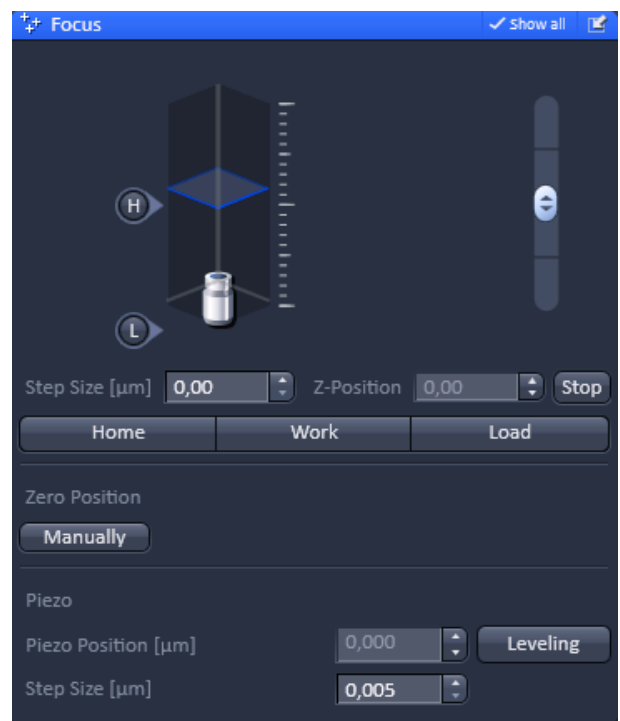 Focus Show all
H
L
Step Size [µm] 0,00 Z-Position 0,00 Stop
Home Work Load
Zero Position
Manually
Piezo
Piezo Position [µm] 0,000 Leveling
Step Size [µm] 0,005